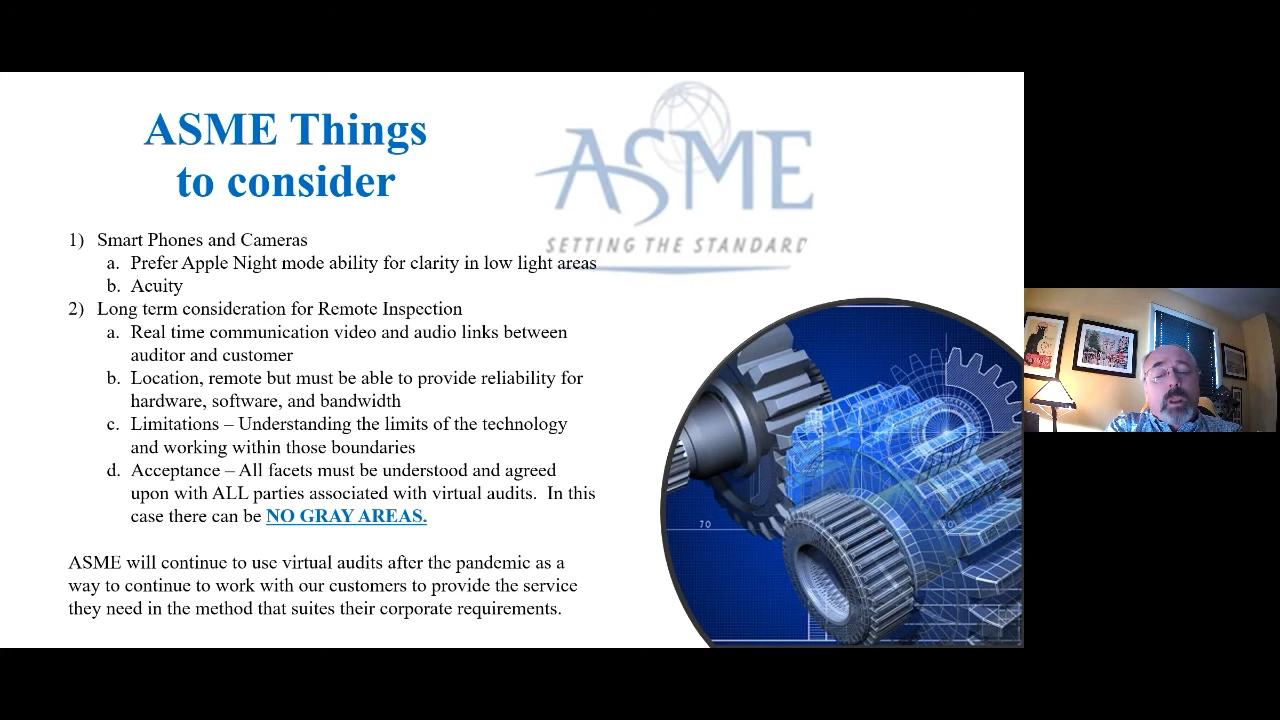 ASME Things
to consider
ASME
SETTING THE STANDARD
1) Smart Phones and Cameras
a. Prefer Apple Night mode ability for clarity in low light areas
b. Acuity
2) Long term consideration for Remote Inspection
a. Real time communication video and audio links between
auditor and customer
b. Location, remote but must be able to provide reliability for
hardware, software, and bandwidth
c. Limitations – Understanding the limits of the technology
and working within those boundaries
d. Acceptance – All facets must be understood and agreed
upon with ALL parties associated with virtual audits. In this
case there can be NO GRAY AREAS.
ASME will continue to use virtual audits after the pandemic as a
way to continue to work with our customers to provide the service
they need in the method that suites their corporate requirements.
70